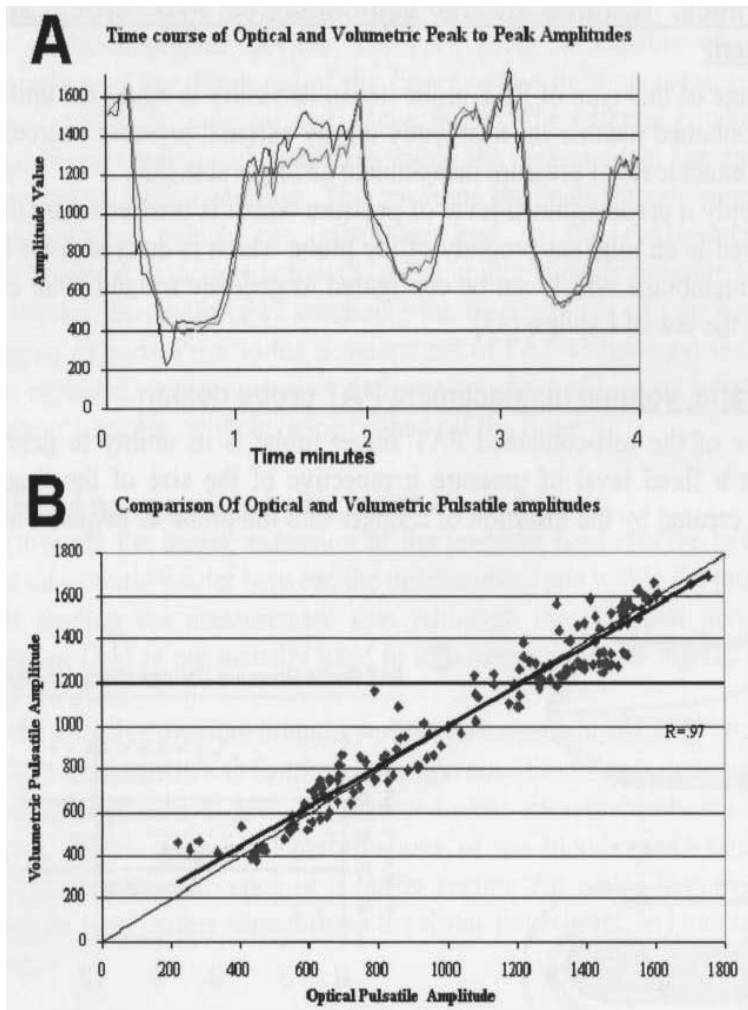 A
Time course of Optical and Volumetric Peak to Peak Amplitudes
Amplitude Value
1600
1400
1200
1000
800
600
400
200
0
0 1 2 3 4
Time minutes
B
Comparison Of Optical and Volumetric Pulsatile amplitudes
Volumetric Pulsatile Amplitude
1800
1600
1400
1200
1000
800
600
400
200
0
R=.97
0 200 400 600 800 1000 1200 1400 1600 1800
Optical Pulsatile Amplitude